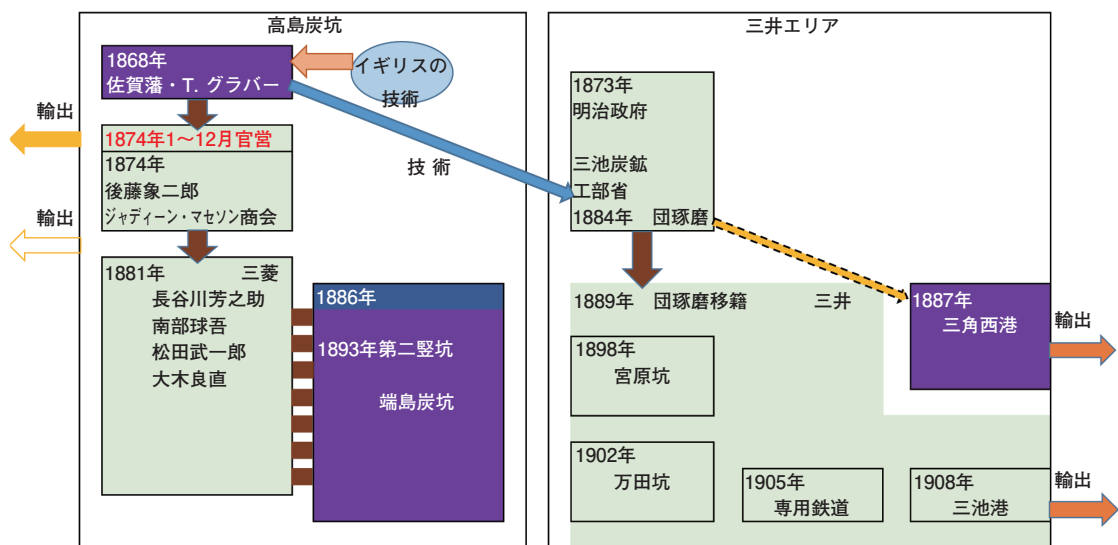 高島炭坑
1868年
佐賀藩・T. グラバー
イギリスの
技術
輸出
1874年1～12月官営
1874年
後藤象二郎
ジャディーン・マセソン商会
輸出
1881年　三菱
長谷川芳之助
南部球吾
松田武一郎
大木良直
1886年
1893年第二竪坑
端島炭坑
技 術
三井エリア
1873年
明治政府
三池炭鉱
工部省
1884年　団琢磨
1889年　団琢磨移籍　三井
1887年
三角西港
輸出
1898年
宮原坑
1902年
万田坑
1905年
専用鉄道
1908年
三池港
輸出